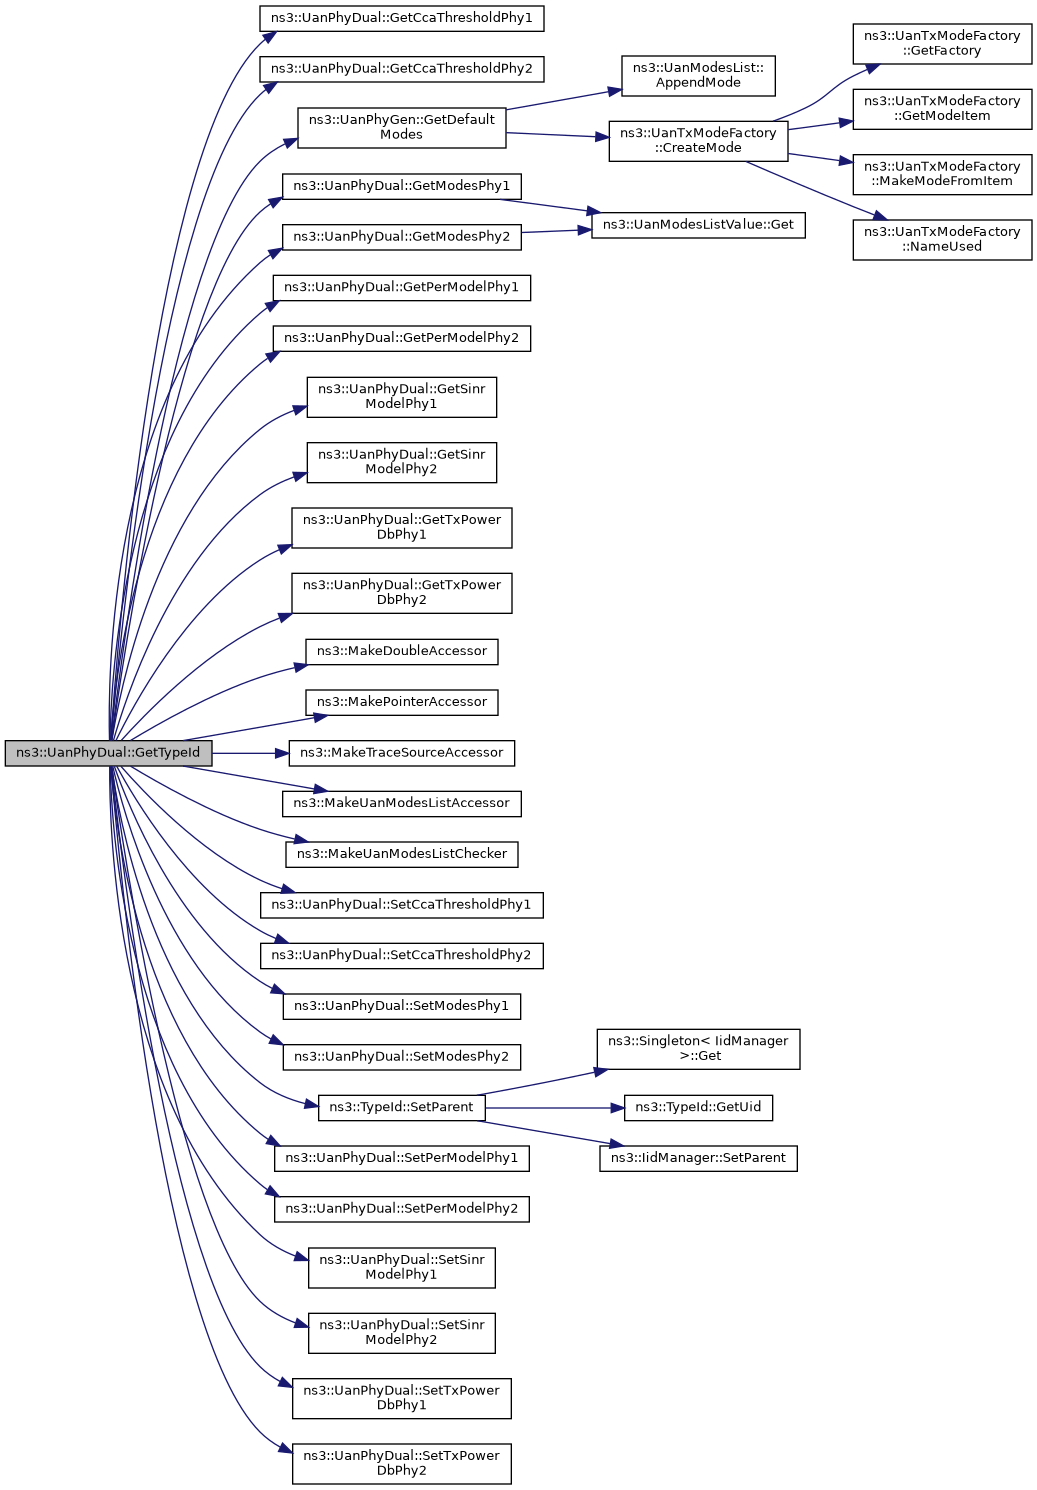 ns3::UanPhyDual::GetTypeId
ns3::UanPhyDual::GetCcaThresholdPhy1
ns3::UanPhyDual::GetCcaThresholdPhy2
ns3::UanPhyGen::GetDefault
Modes
ns3::UanModesList::
AppendMode
ns3::UanTxModeFactory
::CreateMode
ns3::UanTxModeFactory
::GetFactory
ns3::UanTxModeFactory
::GetModeItem
ns3::UanTxModeFactory
::MakeModeFromItem
ns3::UanTxModeFactory
::NameUsed
ns3::UanPhyDual::GetModesPhy1
ns3::UanModesListValue::Get
ns3::UanPhyDual::GetModesPhy2
ns3::UanPhyDual::GetPerModelPhy1
ns3::UanPhyDual::GetPerModelPhy2
ns3::UanPhyDual::GetSinr
ModelPhy1
ns3::UanPhyDual::GetSinr
ModelPhy2
ns3::UanPhyDual::GetTxPower
DbPhy1
ns3::UanPhyDual::GetTxPower
DbPhy2
ns3::MakeDoubleAccessor
ns3::MakePointerAccessor
ns3::MakeTraceSourceAccessor
ns3::MakeUanModesListAccessor
ns3::MakeUanModesListChecker
ns3::UanPhyDual::SetCcaThresholdPhy1
ns3::UanPhyDual::SetCcaThresholdPhy2
ns3::UanPhyDual::SetModesPhy1
ns3::UanPhyDual::SetModesPhy2
ns3::TypeId::SetParent
ns3::Singleton< IidManager
>::Get
ns3::TypeId::GetUid
ns3::IidManager::SetParent
ns3::UanPhyDual::SetPerModelPhy1
ns3::UanPhyDual::SetPerModelPhy2
ns3::UanPhyDual::SetSinr
ModelPhy1
ns3::UanPhyDual::SetSinr
ModelPhy2
ns3::UanPhyDual::SetTxPower
DbPhy1
ns3::UanPhyDual::SetTxPower
DbPhy2